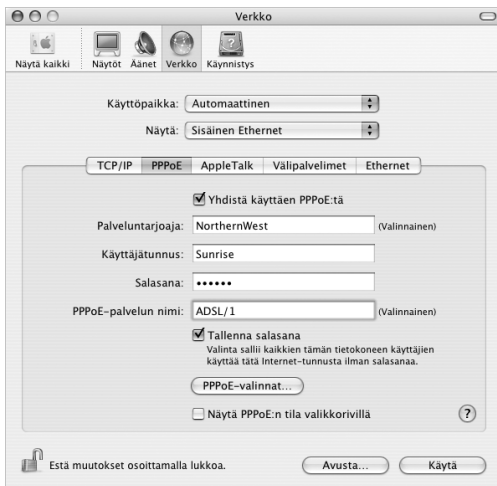 Verkko
Näytä kaikki Näytöt Äänet Verkko Käynnistys
Käyttöpaikka: Automaattinen
Näytä: Sisäinen Ethernet
TCP/IP PPPoE AppleTalk Välipalvelimet Ethernet
Yhdistä käyttäen PPPoE:tä
Palveluntarjoaja: NorthernWest (Valinnainen)
Käyttäjätunnus: Sunrise
Salasana: ••••••
PPPoE-palvelun nimi: ADSL/1 (Valinnainen)
Tallenna salasana
Valinta sallii kaikkien tämän tietokoneen käyttäjien
käyttää tätä Internet-tunnusta ilman salasanaa.
PPPoE-valinnat...
Näytä PPPoE:n tila valikkorivillä ?
Estä muutokset osoittamalla lukkoa. Avusta... Käytä